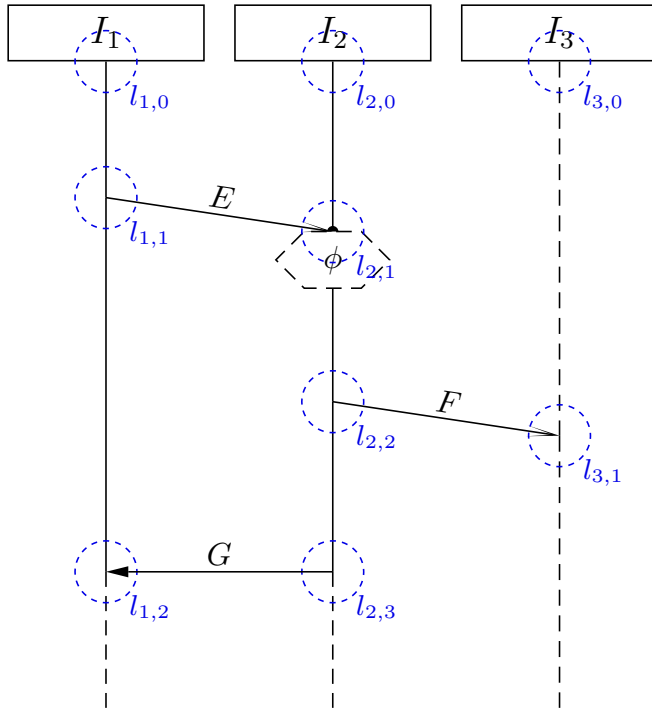 I₁ I₂ I₃
l₁,₀ l₂,₀ l₃,₀
E
l₁,₁
ϕ l₂,₁
F
l₂,₂
l₃,₁
G
l₁,₂ l₂,₃